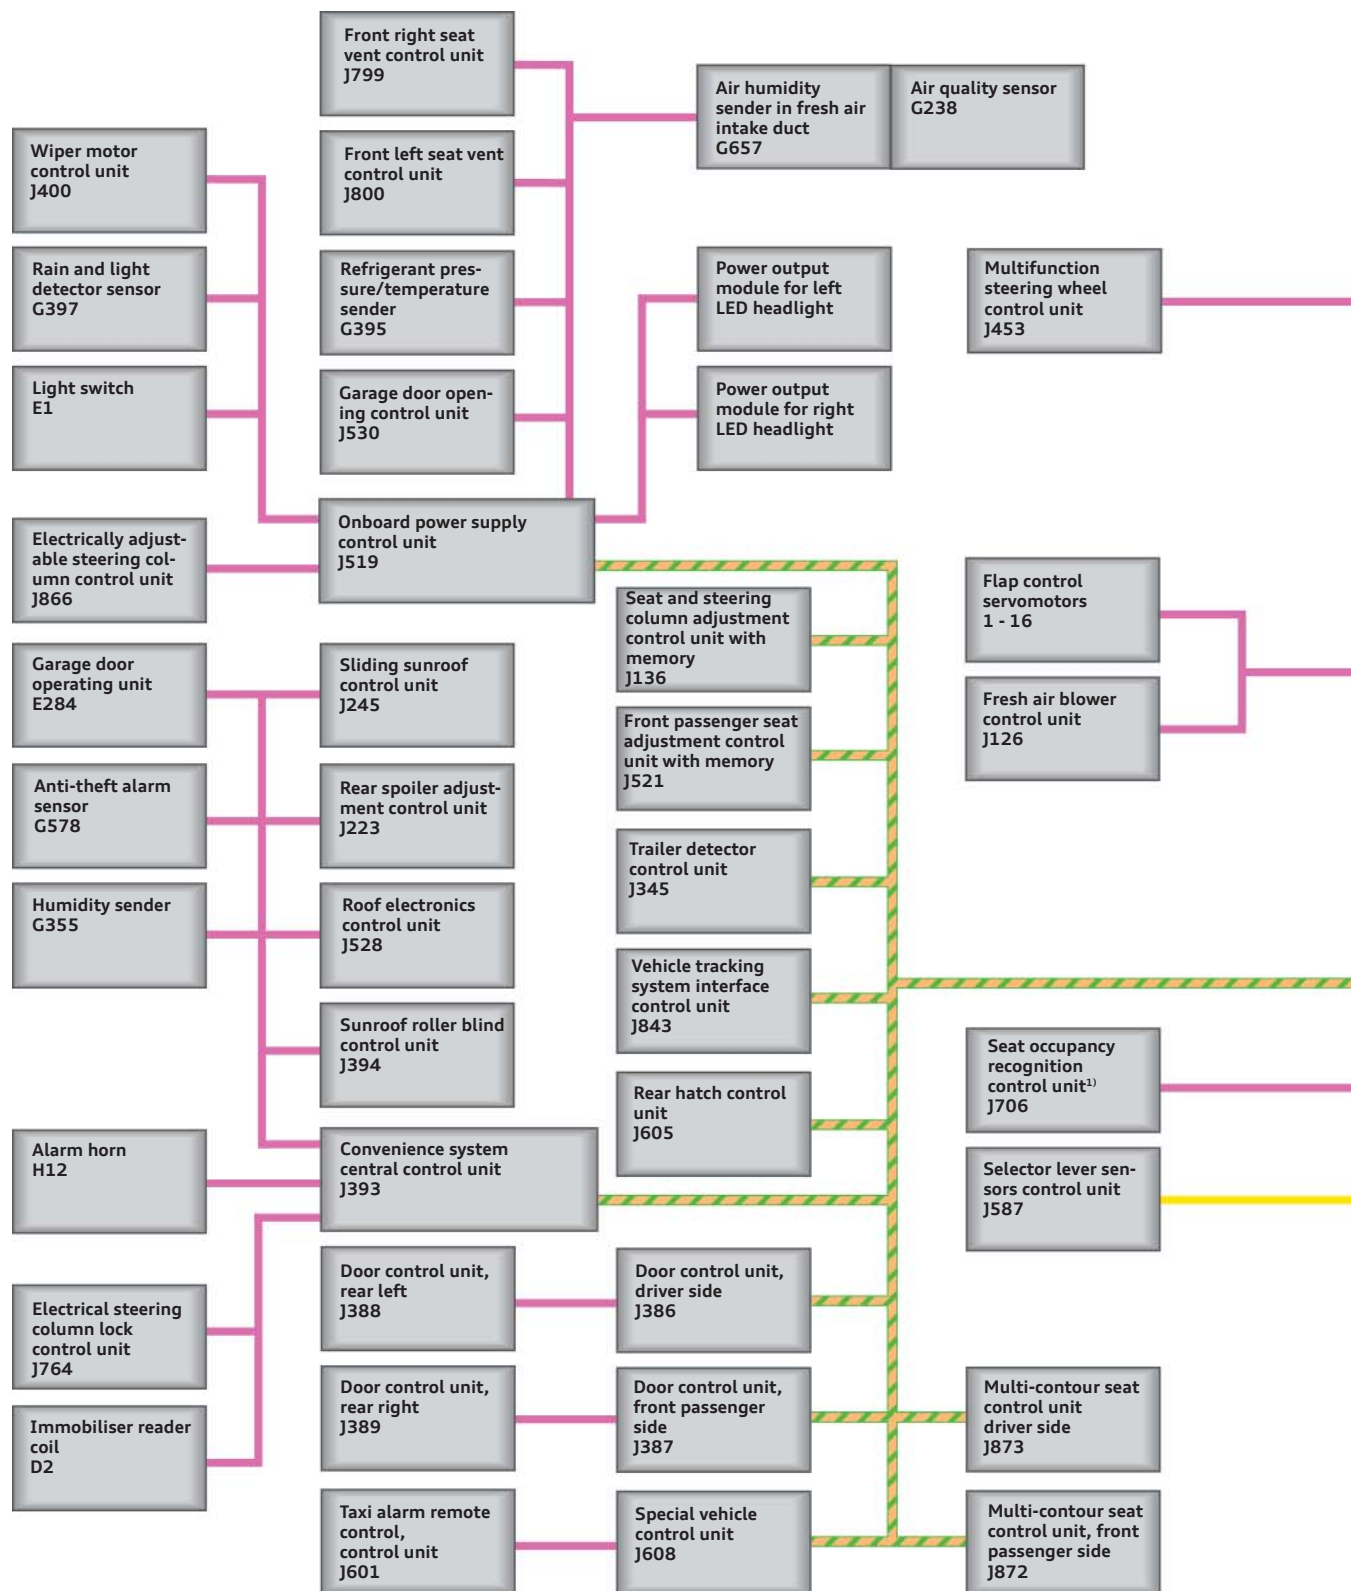 Front right seat
vent control unit
J799
Air humidity
sender in fresh air
intake duct
G657
Air quality sensor
G238
Wiper motor
control unit
J400
Front left seat vent
control unit
J800
Rain and light
detector sensor
G397
Refrigerant pres-
sure/temperature
sender
G395
Power output
module for left
LED headlight
Multifunction
steering wheel
control unit
J453
Light switch
E1
Garage door open-
ing control unit
J530
Power output
module for right
LED headlight
Electrically adjust-
able steering col-
umn control unit
J866
Onboard power supply
control unit
J519
Seat and steering
column adjustment
control unit with
memory
J136
Flap control
servomotors
1 - 16
Garage door
operating unit
E284
Sliding sunroof
control unit
J245
Front passenger seat
adjustment control
unit with memory
J521
Fresh air blower
control unit
J126
Anti-theft alarm
sensor
G578
Rear spoiler adjust-
ment control unit
J223
Trailer detector
control unit
J345
Humidity sender
G355
Roof electronics
control unit
J528
Vehicle tracking
system interface
control unit
J843
Sunroof roller blind
control unit
J394
Seat occupancy
recognition
control unit¹⁾
J706
Rear hatch control
unit
J605
Alarm horn
H12
Convenience system
central control unit
J393
Selector lever sen-
sors control unit
J587
Electrical steering
column lock
control unit
J764
Door control unit,
rear left
J388
Door control unit,
driver side
J386
Immobiliser reader
coil
D2
Door control unit,
rear right
J389
Door control unit,
front passenger
side
J387
Multi-contour seat
control unit
driver side
J873
Taxi alarm remote
control,
control unit
J601
Special vehicle
control unit
J608
Multi-contour seat
control unit, front
passenger side
J872